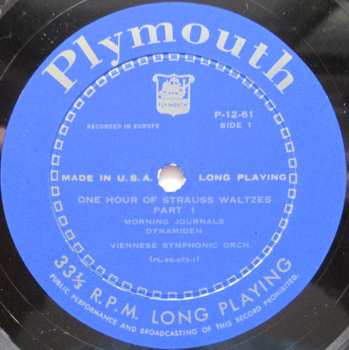 Plymouth
PLYMOUTH
P-12-61
RECORDED IN EUROPE
SIDE 1
MADE IN U.S.A.
LONG PLAYING
ONE HOUR OF STRAUSS WALTZES
PART 1
MORNING JOURNALS
DYNAMIDEN
VIENNESE SYMPHONIC ORCH.
33⅓ R.P.M. LONG PLAYING
PUBLIC PERFORMANCE AND BROADCASTING OF THIS RECORD PROHIBITED.